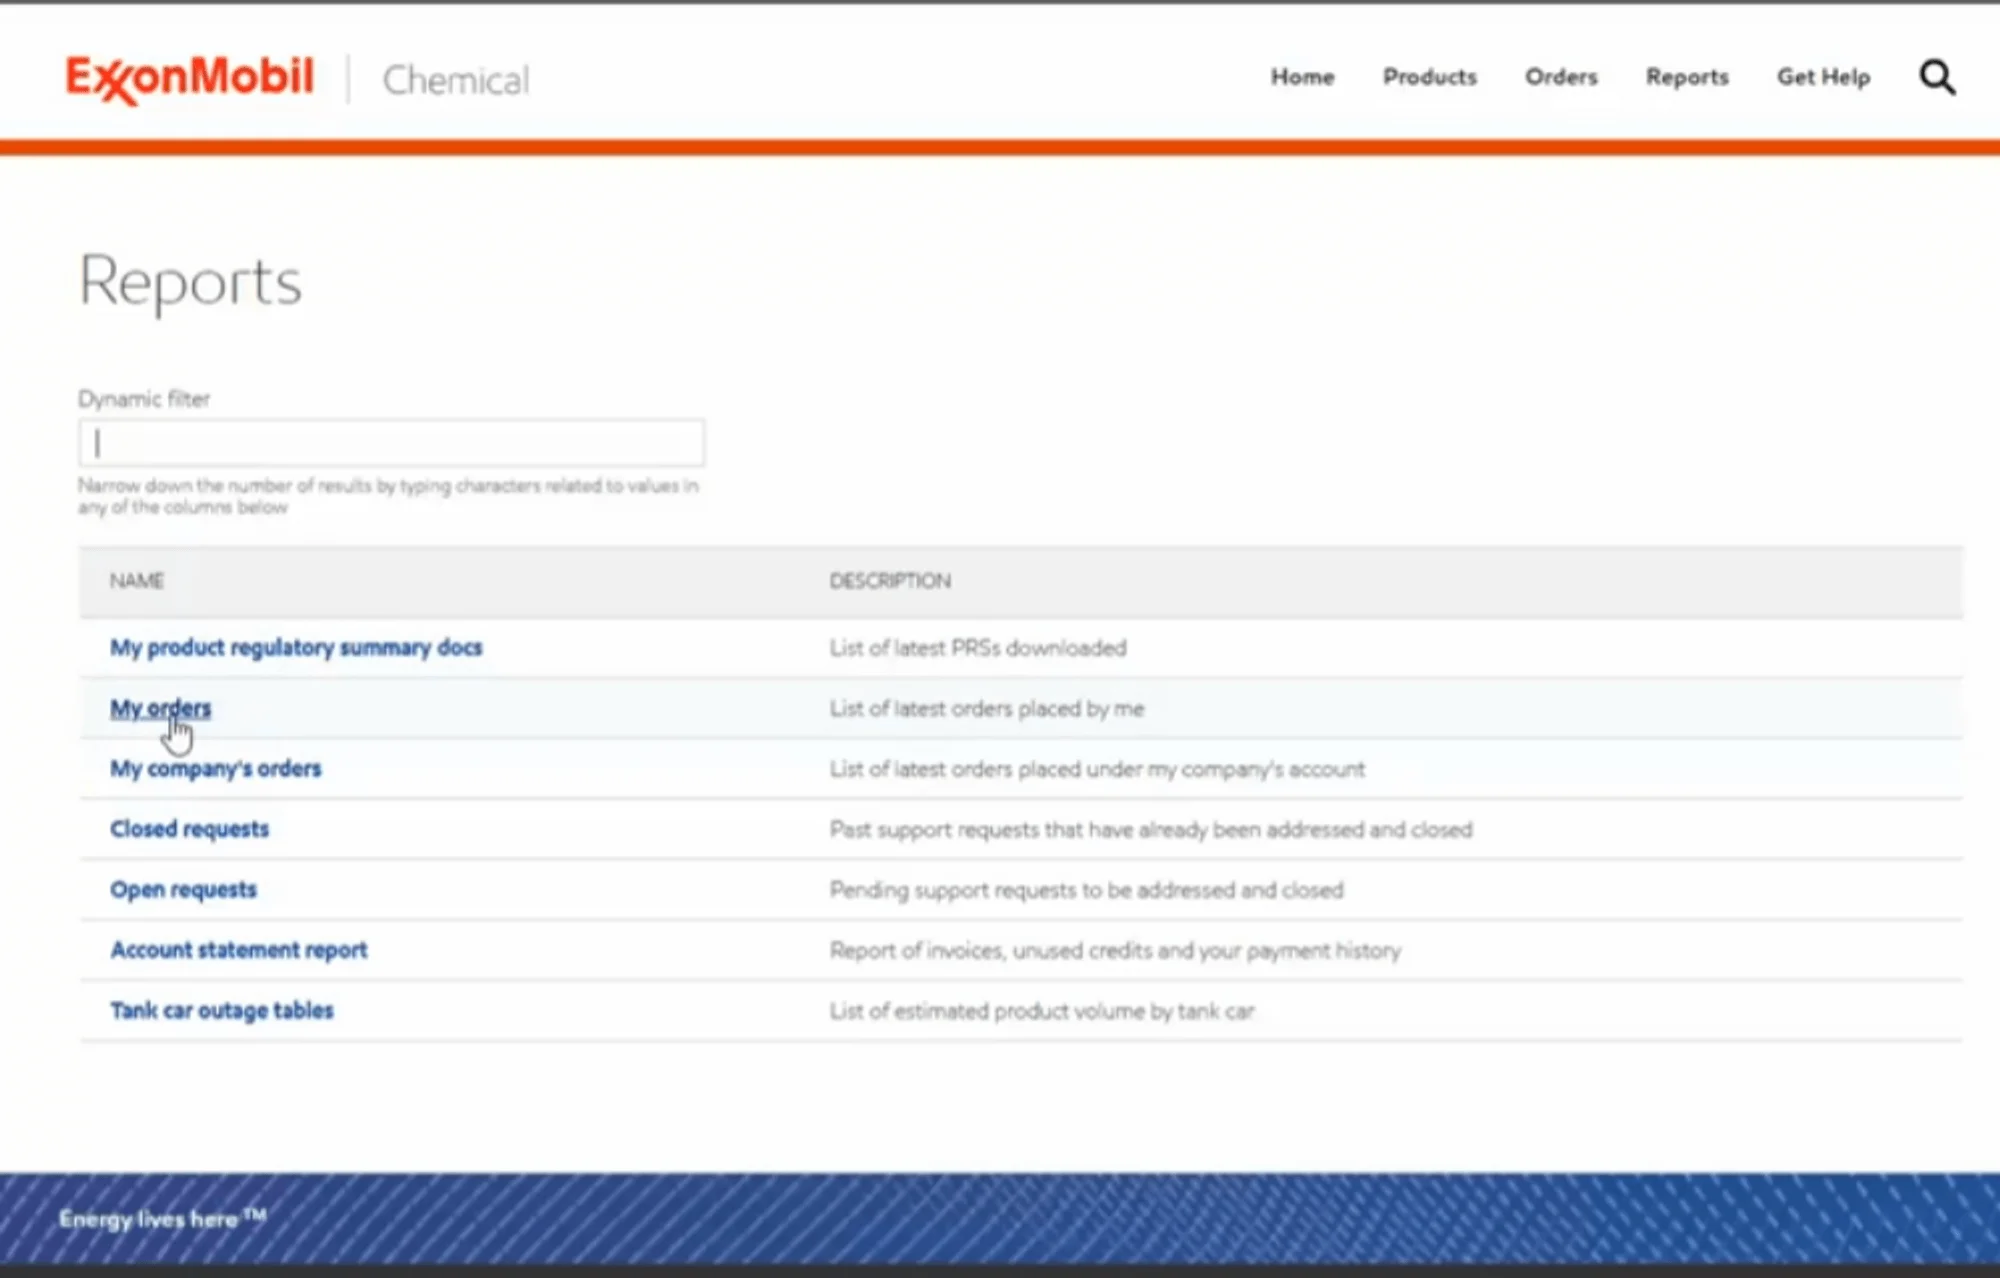 ExxonMobil Chemical Home Products Orders Reports Get Help
Reports
Dynamic filter
Narrow down the number of results by typing characters related to values in
any of the columns below
NAME DESCRIPTION
My product regulatory summary docs List of latest PRSs downloaded
My orders List of latest orders placed by me
My company's orders List of latest orders placed under my company's account
Closed requests Past support requests that have already been addressed and closed
Open requests Pending support requests to be addressed and closed
Account statement report Report of invoices, unused credits and your payment history
Tank car outage tables List of estimated product volume by tank car
Energy lives here™